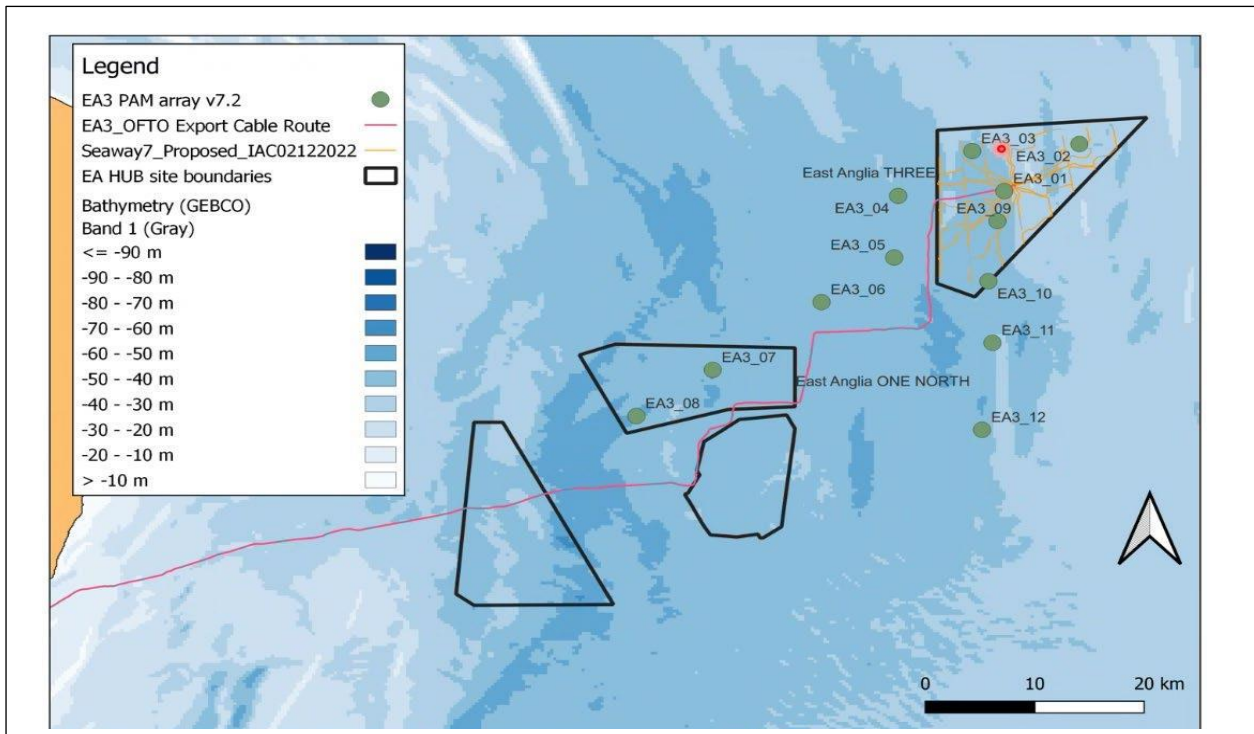 Legend
EA3 PAM array v7.2
EA3_OFTO Export Cable Route
Seaway7_Proposed_IAC02122022
EA HUB site boundaries
Bathymetry (GEBCO)
Band 1 (Gray)
<= -90 m
-90 - -80 m
-80 - -70 m
-70 - -60 m
-60 - -50 m
-50 - -40 m
-40 - -30 m
-30 - -20 m
-20 - -10 m
> -10 m
EA3_03
EA3_02
East Anglia THREE
EA3_01
EA3_04
EA3_09
EA3_05
EA3_06
EA3_10
EA3_11
EA3_07
East Anglia ONE NORTH
EA3_08
EA3_12
0 10 20 km